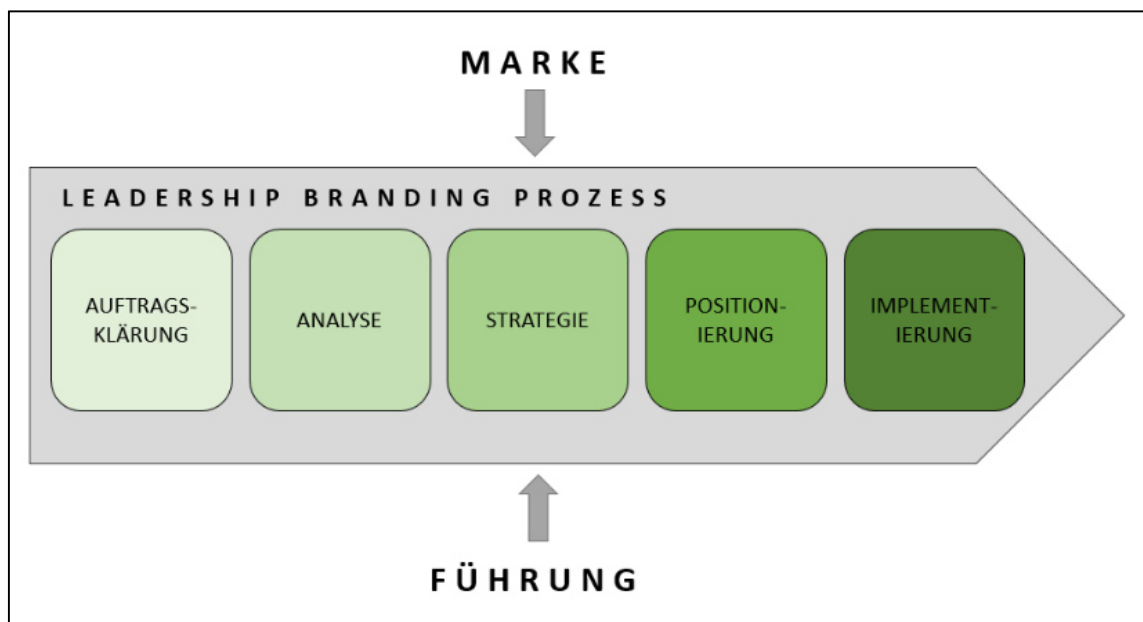 MARKE
LEADERSHIP BRANDING PROZESS
AUFTRAGS-
KLÄRUNG
ANALYSE
STRATEGIE
POSITION-
IERUNG
IMPLEMENT-
IERUNG
FÜHRUNG